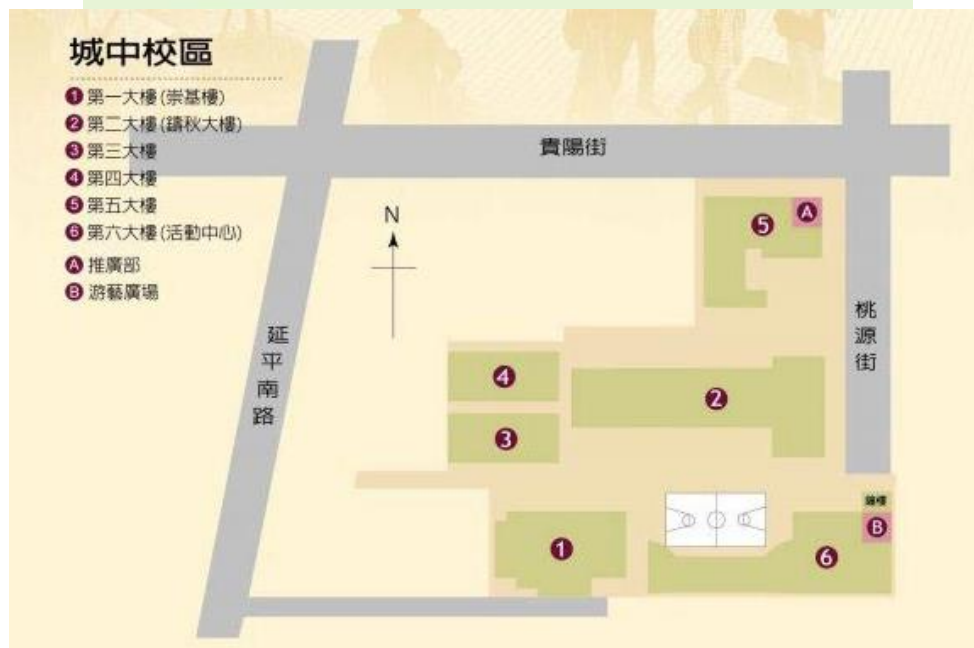 城中校區
1 第一大樓(崇基樓)
2 第二大樓(鑄秋大樓)
3 第三大樓
4 第四大樓
5 第五大樓
6 第六大樓(活動中心)
A 推廣部
B 游藝廣場
貴陽街
N
5
A
桃源街
延平南路
4
2
3
鐘樓
B
1
6